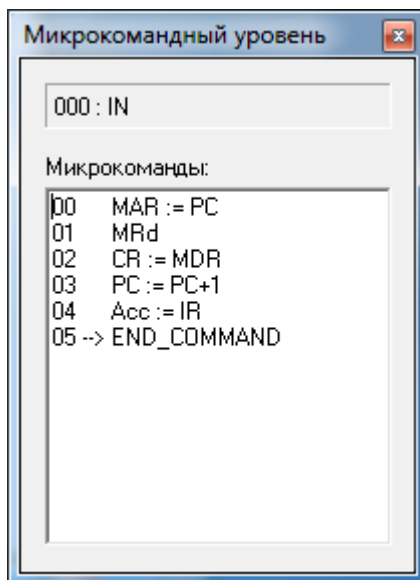 Микрокомандный уровень
000 : IN
Микрокоманды:
00 MAR := PC
01 MRd
02 CR := MDR
03 PC := PC+1
04 Acc := IR
05 --> END_COMMAND